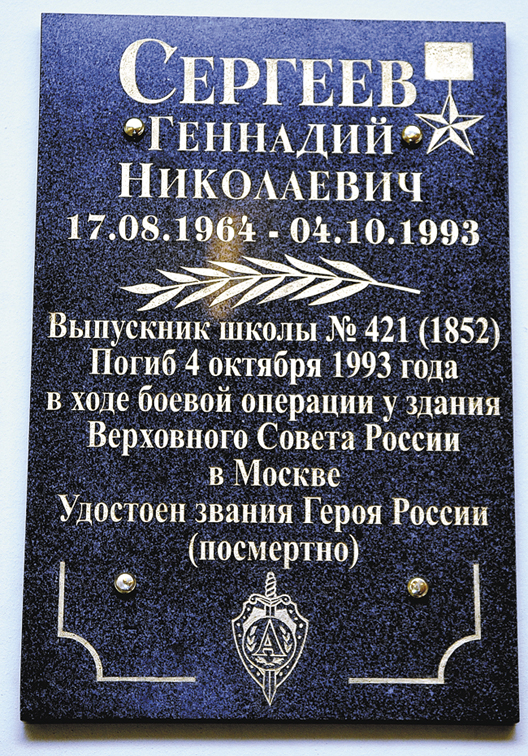 Сергеев
Геннадий
Николаевич
17.08.1964 - 04.10.1993
Выпускник школы № 421 (1852)
Погиб 4 октября 1993 года
в ходе боевой операции у здания
Верховного Совета России
в Москве
Удостоен звания Героя России
(посмертно)
А